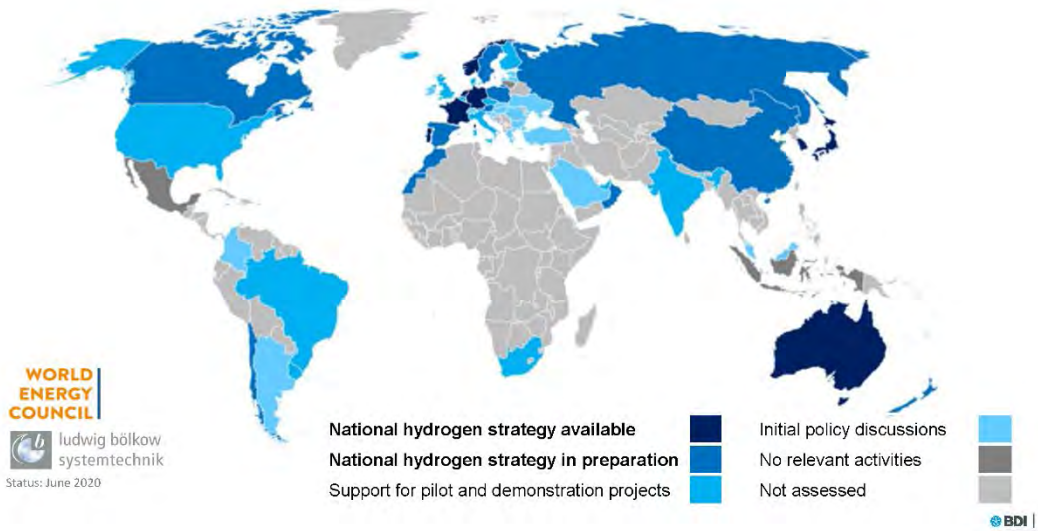 WORLD
ENERGY
COUNCIL
b ludwig bölkow
systemtechnik
Status: June 2020
National hydrogen strategy available
National hydrogen strategy in preparation
Support for pilot and demonstration projects
Initial policy discussions
No relevant activities
Not assessed
BDI